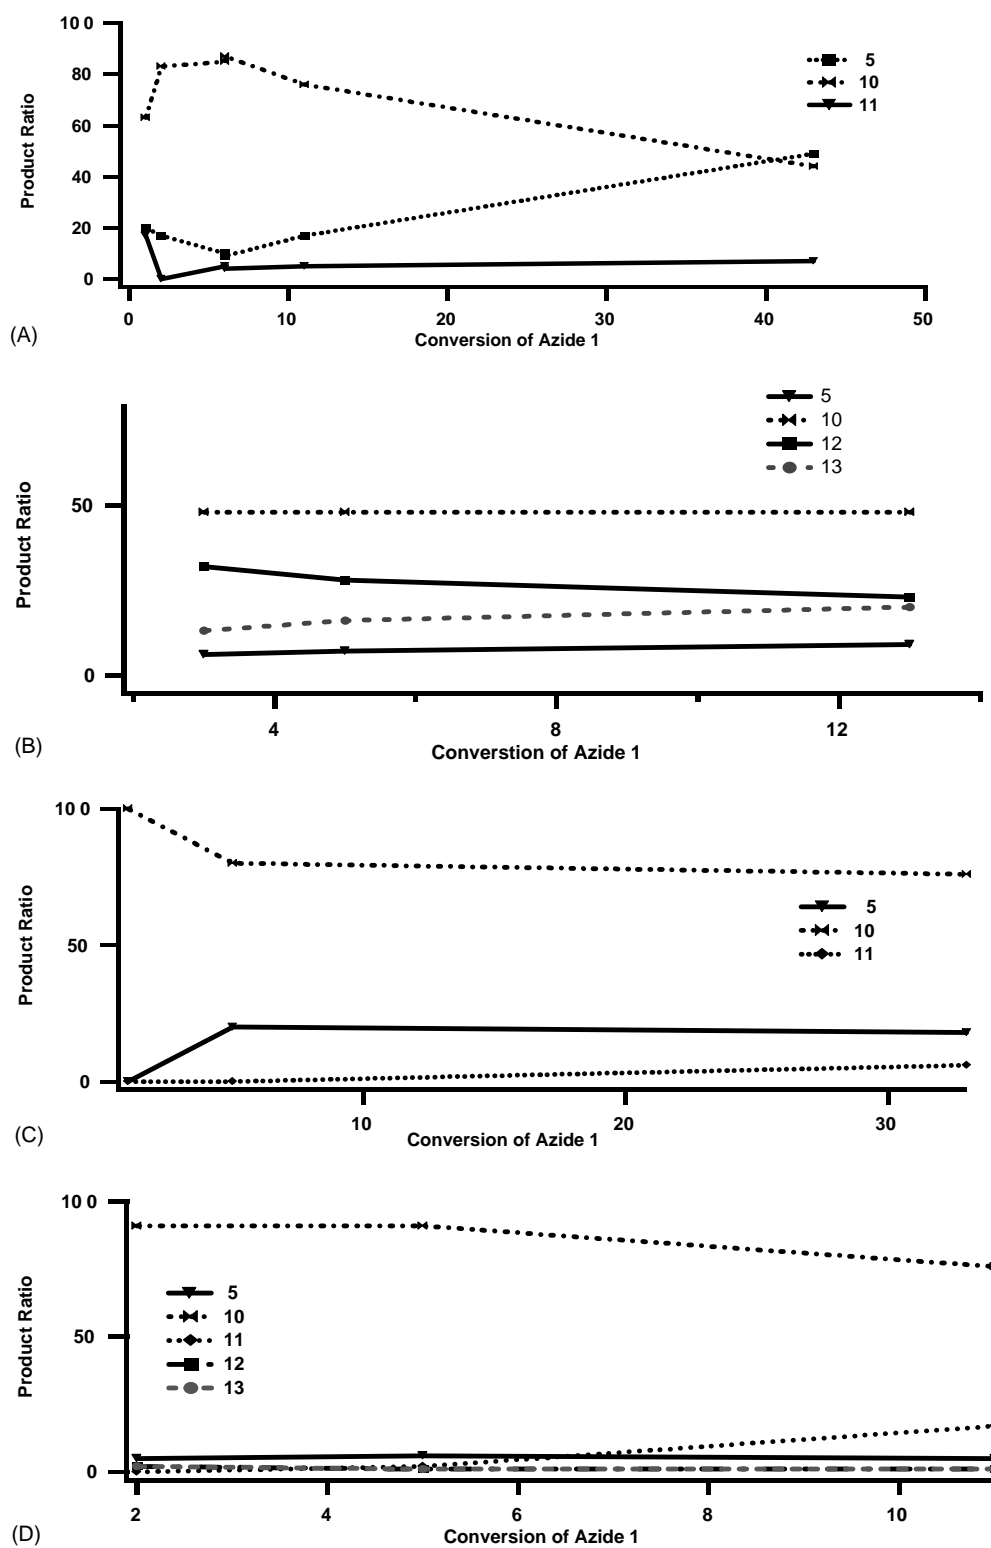 10 0
80
60
40
20
0
Product Ratio
5
10
11
0 10 20 30 40 50
Conversion of Azide 1
(A)
5
10
12
13
50
0
Product Ratio
4 8 12
Converstion of Azide 1
(B)
10 0
50
0
Product Ratio
5
10
11
10 20 30
Conversion of Azide 1
(C)
10 0
50
0
Product Ratio
5
10
11
12
13
2 4 6 8 10
Conversion of Azide 1
(D)